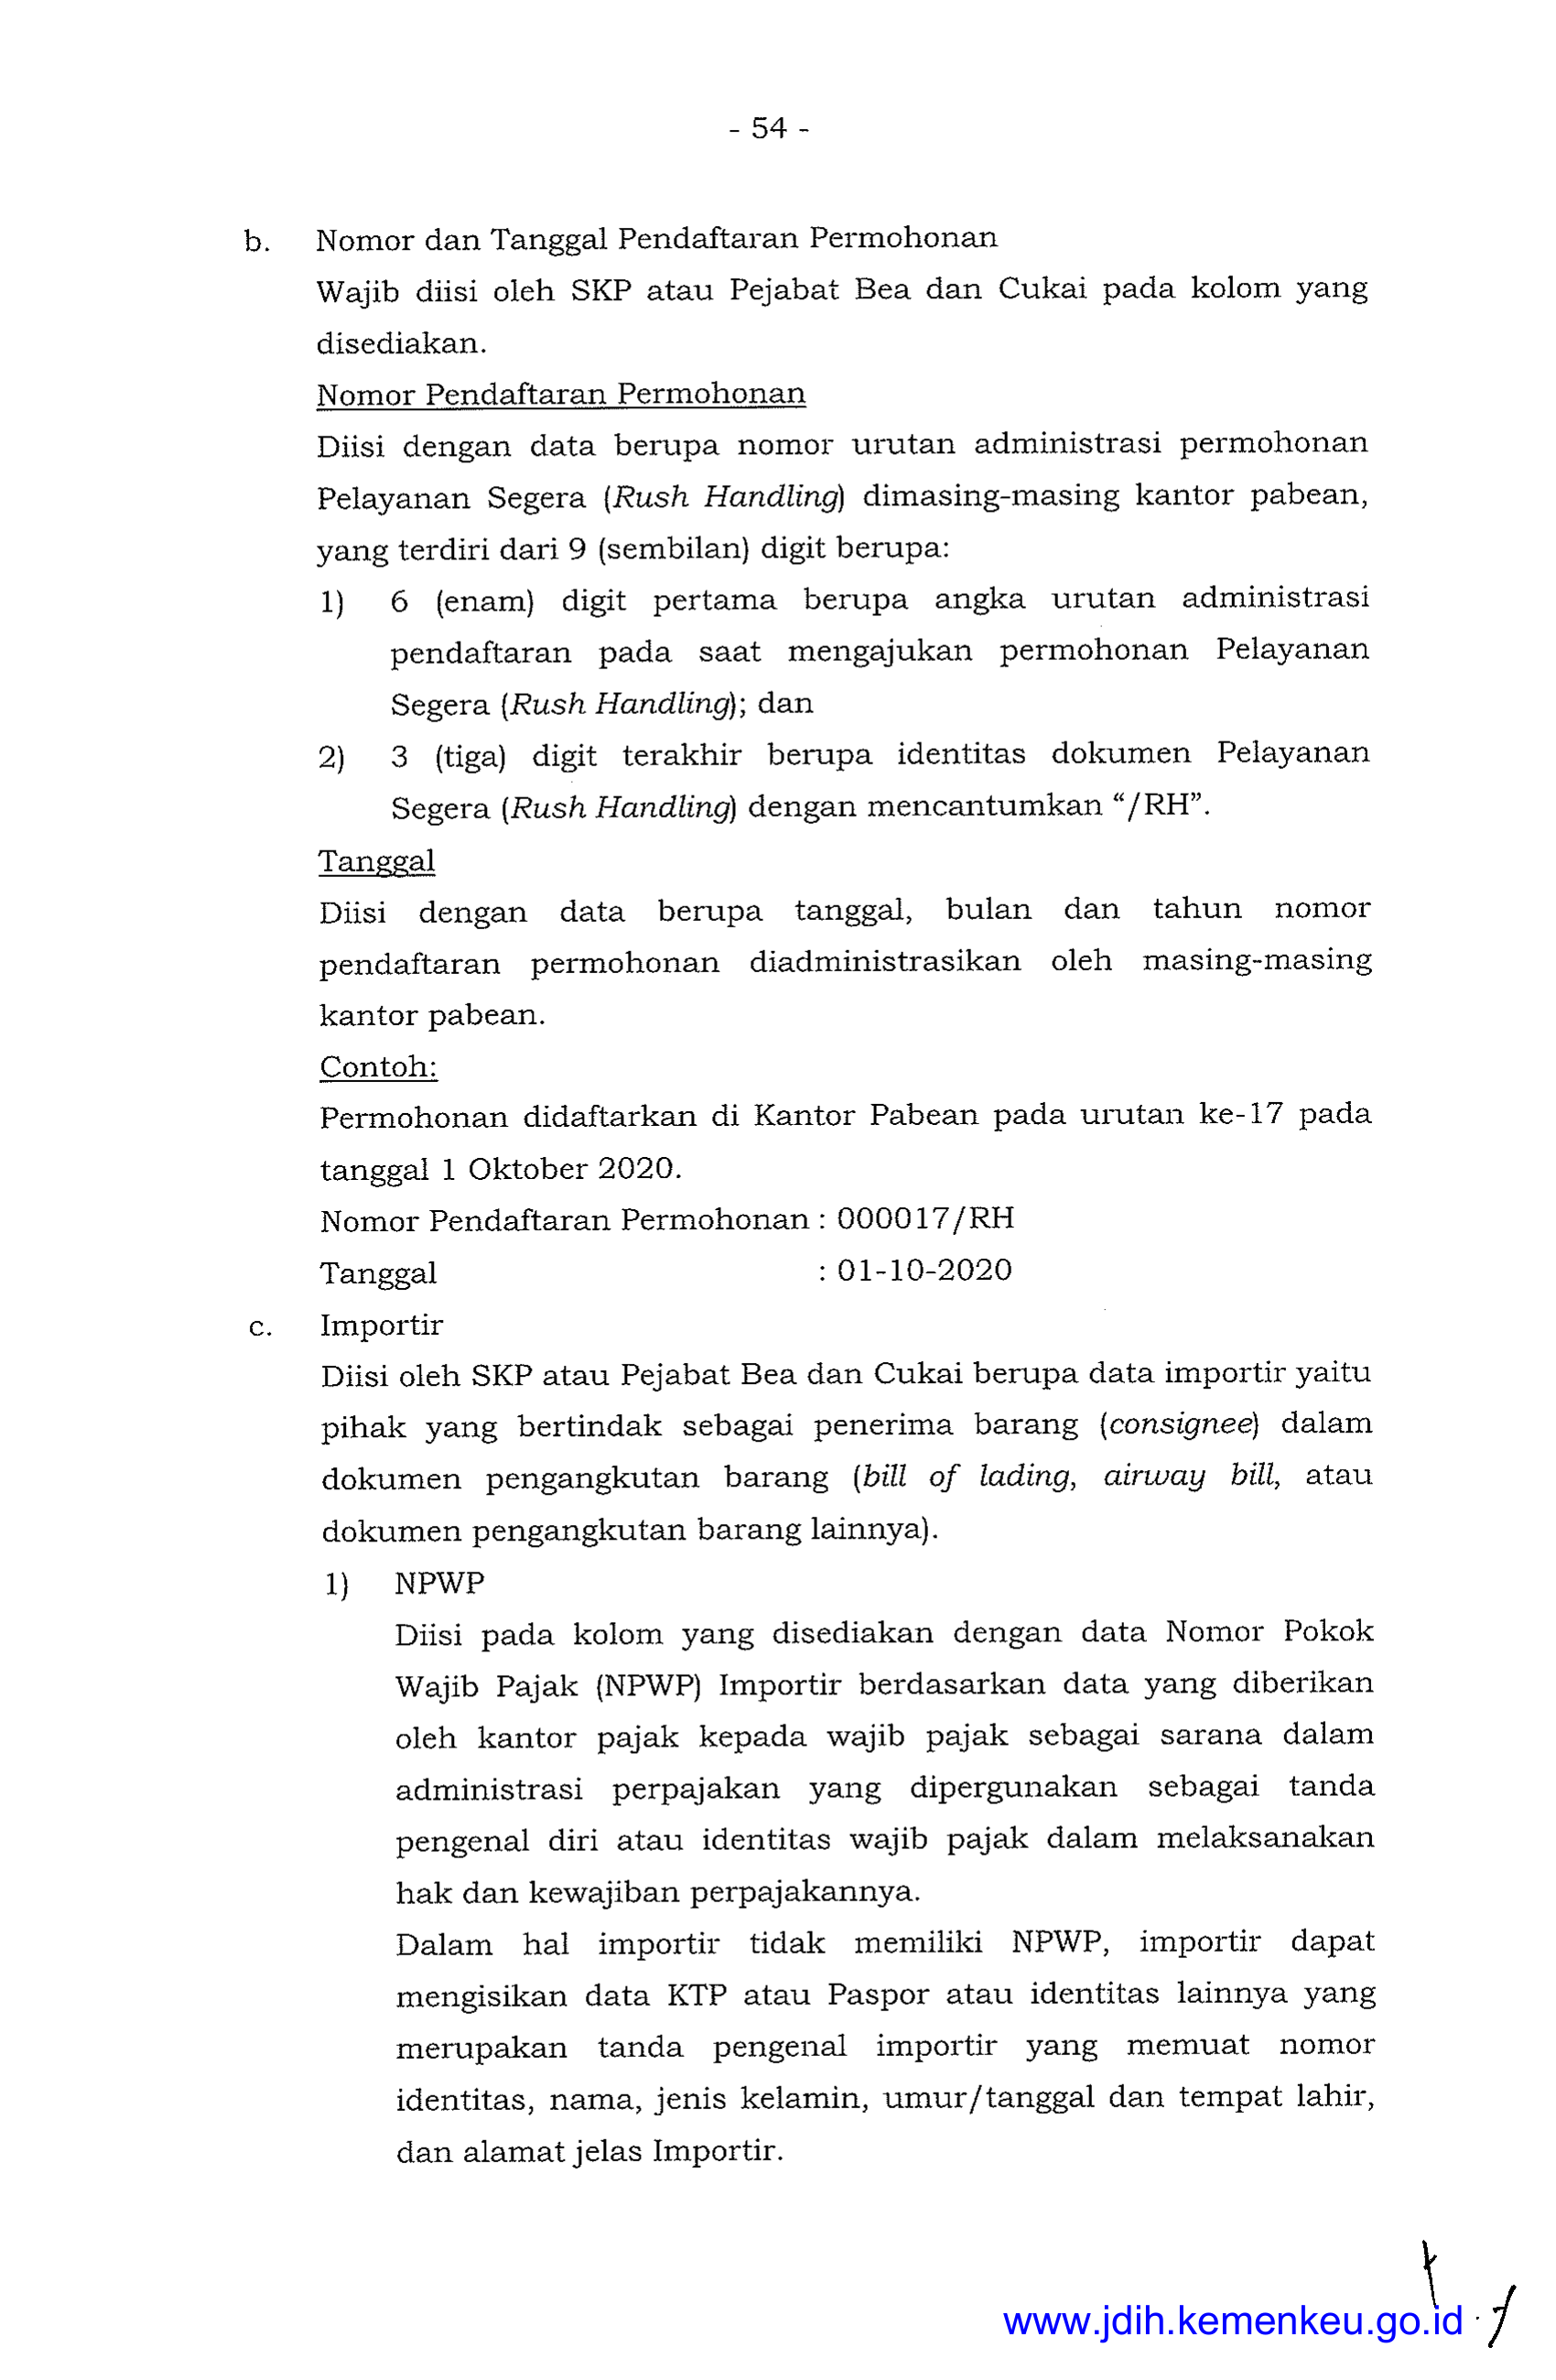 - 54 -
b. Nomor dan Tanggal Pendaftaran Permohonan
Wajib diisi oleh SKP atau Pejabat Bea dan Cukai pada kolom yang
disediakan.
Nomor Pendaftaran Permohonan
Diisi dengan data berupa nomor urutan administrasi permohonan
Pelayanan Segera (Rush Handling) dimasing-masing kantor pabean,
yang terdiri dari 9 (sembilan) digit berupa:
1) 6 (enam) digit pertama berupa angka urutan administrasi
pendaftaran pada saat mengajukan permohonan Pelayanan
Segera (Rush Handling); dan
2) 3 (tiga) digit terakhir berupa identitas dokumen Pelayanan
Segera (Rush Handling) dengan mencantumkan “/RH”.
Tanggal
Diisi dengan data berupa tanggal, bulan dan tahun nomor
pendaftaran permohonan diadministrasikan oleh masing-masing
kantor pabean.
Contoh:
Permohonan didaftarkan di Kantor Pabean pada urutan ke-17 pada
tanggal 1 Oktober 2020.
Nomor Pendaftaran Permohonan : 000017/RH
Tanggal : 01-10-2020
c. Importir
Diisi oleh SKP atau Pejabat Bea dan Cukai berupa data importir yaitu
pihak yang bertindak sebagai penerima barang (consignee) dalam
dokumen pengangkutan barang (bill of lading, airway bill, atau
dokumen pengangkutan barang lainnya).
1) NPWP
Diisi pada kolom yang disediakan dengan data Nomor Pokok
Wajib Pajak (NPWP) Importir berdasarkan data yang diberikan
oleh kantor pajak kepada wajib pajak sebagai sarana dalam
administrasi perpajakan yang dipergunakan sebagai tanda
pengenal diri atau identitas wajib pajak dalam melaksanakan
hak dan kewajiban perpajakannya.
Dalam hal importir tidak memiliki NPWP, importir dapat
mengisikan data KTP atau Paspor atau identitas lainnya yang
merupakan tanda pengenal importir yang memuat nomor
identitas, nama, jenis kelamin, umur/tanggal dan tempat lahir,
dan alamat jelas Importir.
www.jdih.kemenkeu.go.id